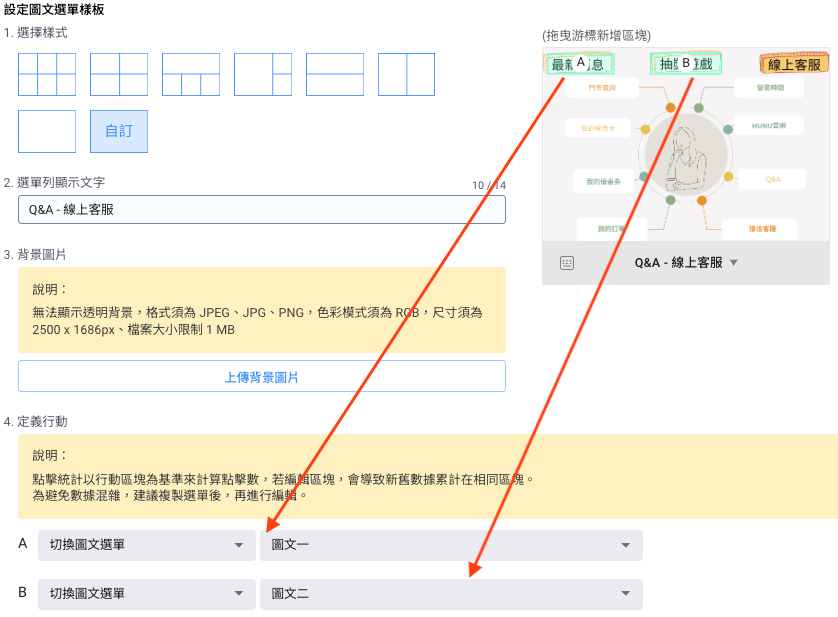 設定圖文選單樣板
1. 選擇樣式
自訂
2. 選單列顯示文字
10 / 14
Q&A - 線上客服
3. 背景圖片
說明：
無法顯示透明背景，格式須為 JPEG、JPG、PNG，色彩模式須為 RGB，尺寸須為
2500 x 1686px、檔案大小限制 1 MB
上傳背景圖片
4. 定義行動
說明：
點擊統計以行動區塊為基準來計算點擊數，若編輯區塊，會導致新舊數據累計在相同區塊。
為避免數據混雜，建議複製選單後，再進行編輯。
A 切換圖文選單 圖文一
B 切換圖文選單 圖文二
(拖曳游標新增區塊)
最新 A 息 抽獎 B 遊戲 線上客服
門市查詢 營業時間
我的會員卡 MUMU官網
我的優惠券 Q&A
我的訂單 接洽客服
Q&A - 線上客服